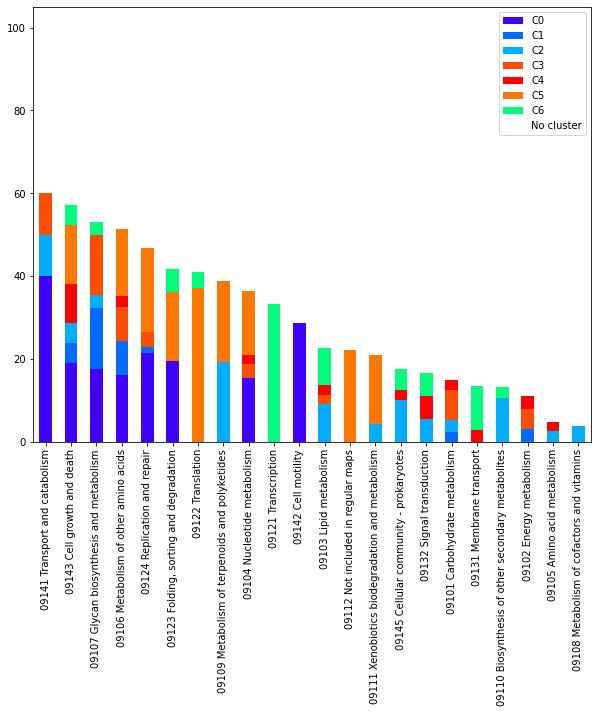 100
80
60
40
20
0
C0
C1
C2
C3
C4
C5
C6
No cluster
09141 Transport and catabolism
09143 Cell growth and death
09107 Glycan biosynthesis and metabolism
09106 Metabolism of other amino acids
09124 Replication and repair
09123 Folding, sorting and degradation
09122 Translation
09109 Metabolism of terpenoids and polyketides
09104 Nucleotide metabolism
09121 Transcription
09142 Cell motility
09103 Lipid metabolism
09112 Not included in regular maps
09111 Xenobiotics biodegradation and metabolism
09145 Cellular community - prokaryotes
09132 Signal transduction
09101 Carbohydrate metabolism
09131 Membrane transport
09110 Biosynthesis of other secondary metabolites
09102 Energy metabolism
09105 Amino acid metabolism
09108 Metabolism of cofactors and vitamins